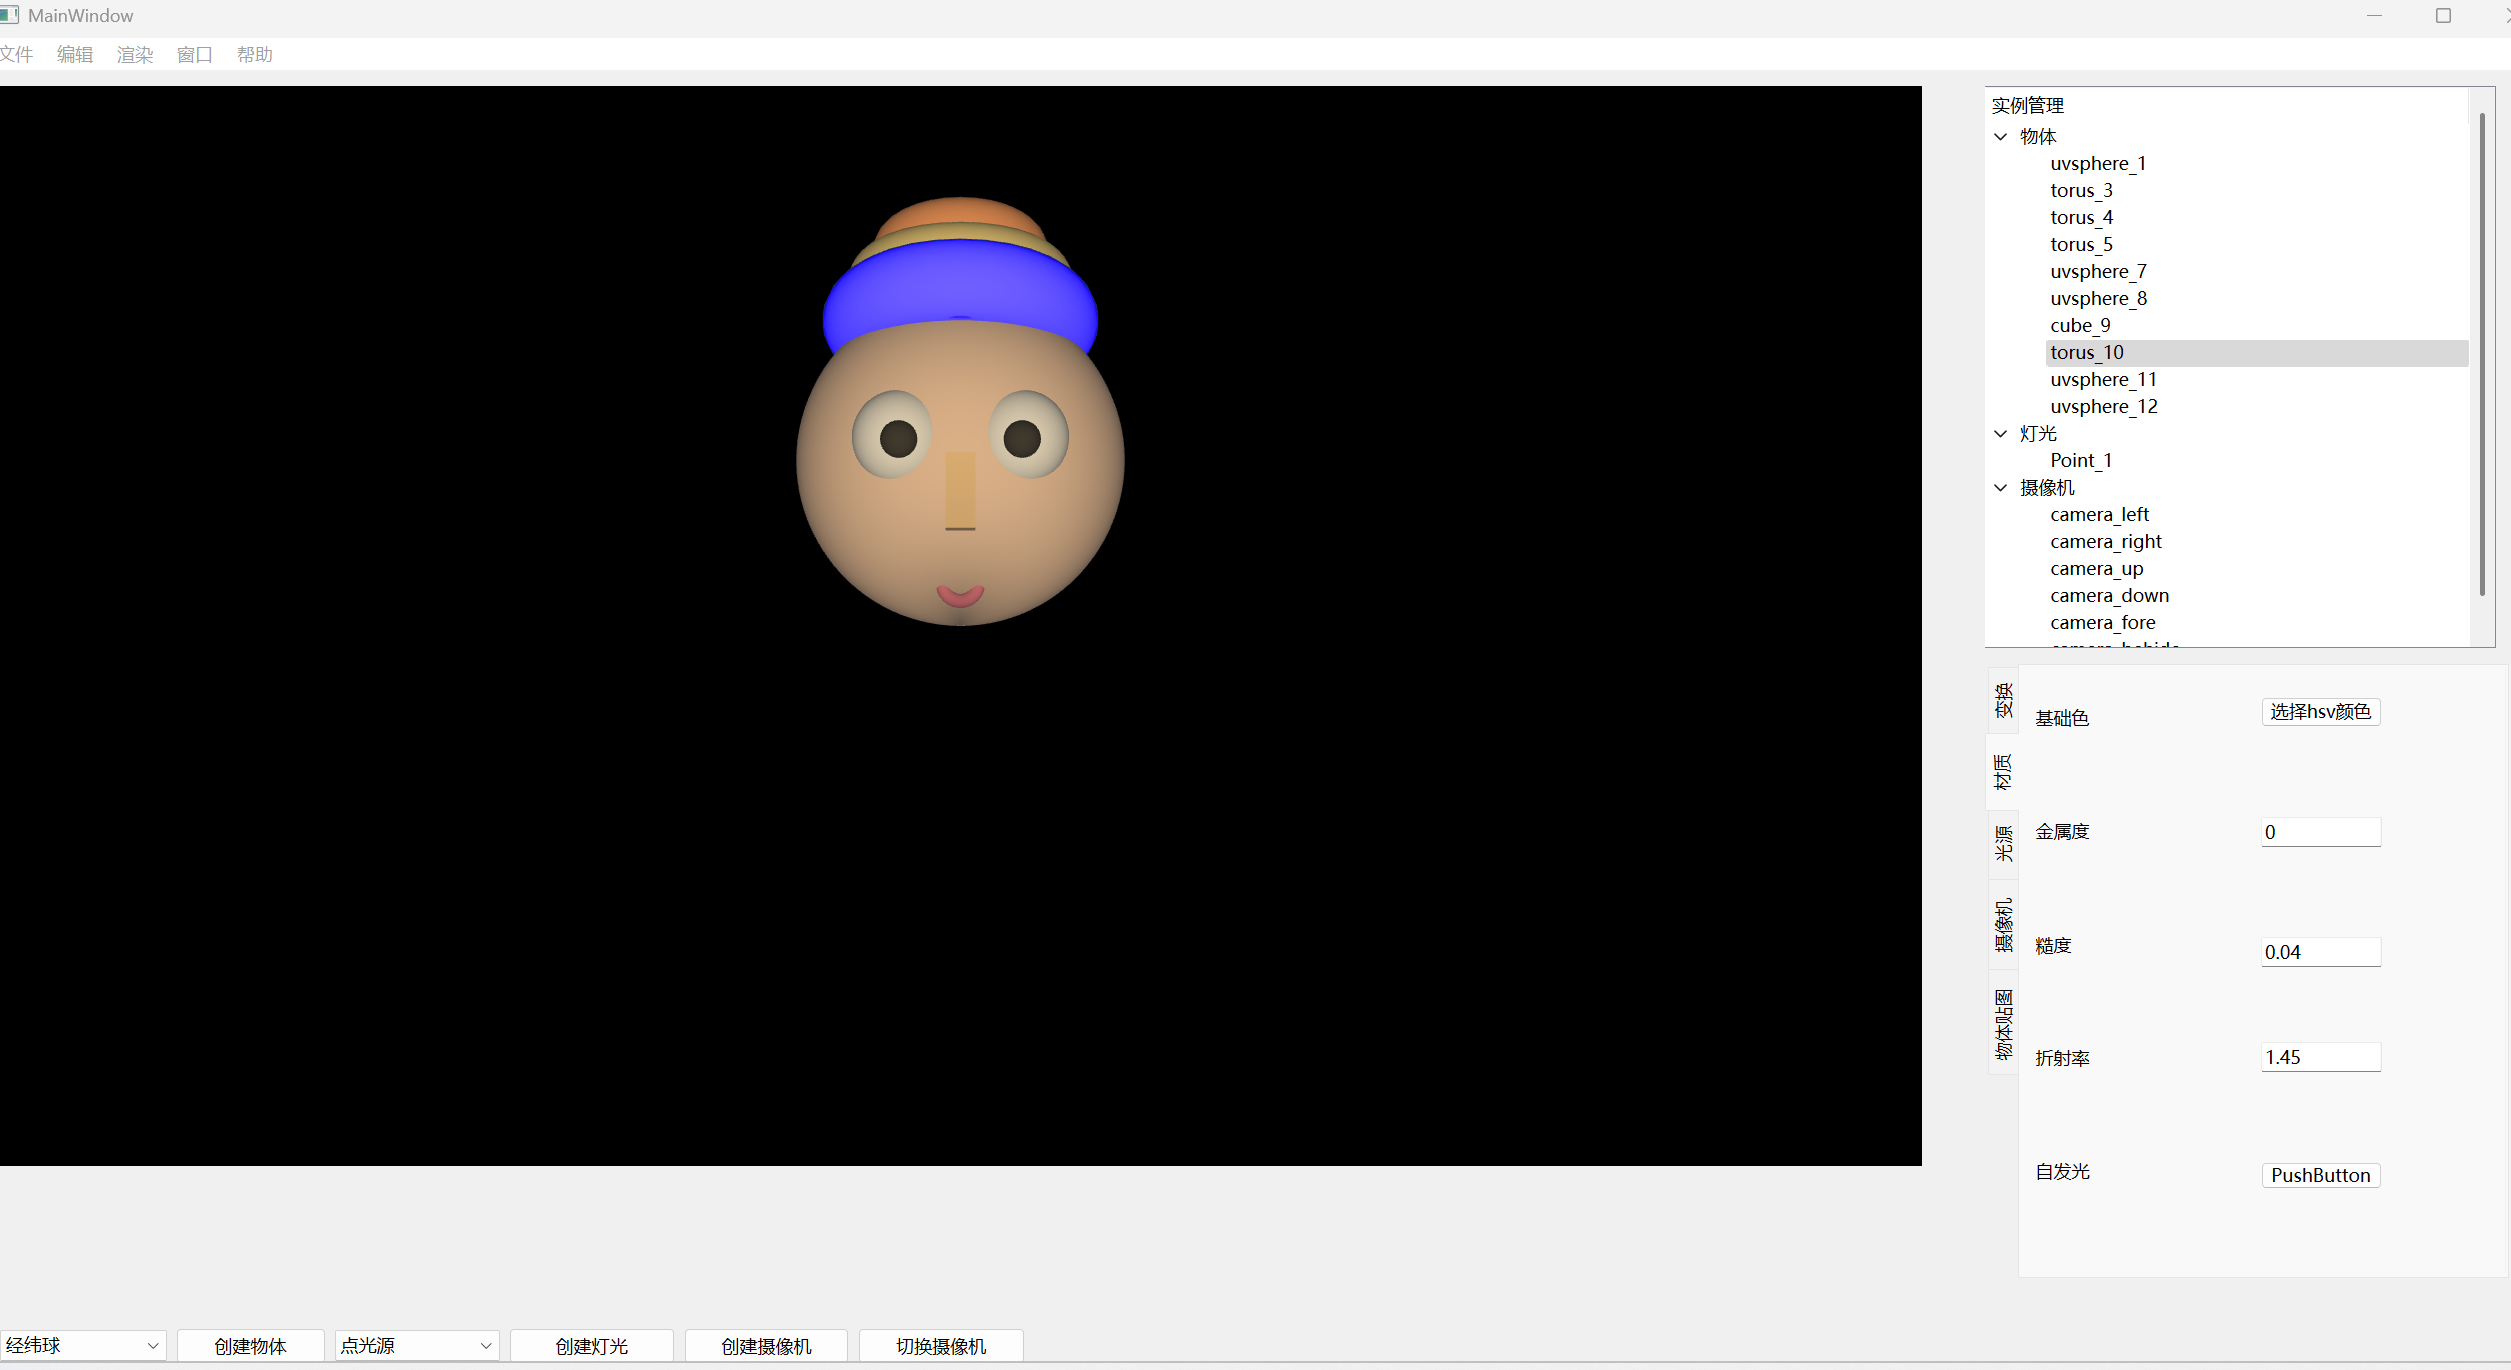 MainWindow
文件 编辑 渲染 窗口 帮助
实例管理
物体
uvsphere_1
torus_3
torus_4
torus_5
uvsphere_7
uvsphere_8
cube_9
torus_10
uvsphere_11
uvsphere_12
灯光
Point_1
摄像机
camera_left
camera_right
camera_up
camera_down
camera_fore
变换
材质
光源
摄像机
物体贴图
基础色 选择hsv颜色
金属度 0
糙度 0.04
折射率 1.45
自发光 PushButton
经纬球 创建物体 点光源 创建灯光 创建摄像机 切换摄像机